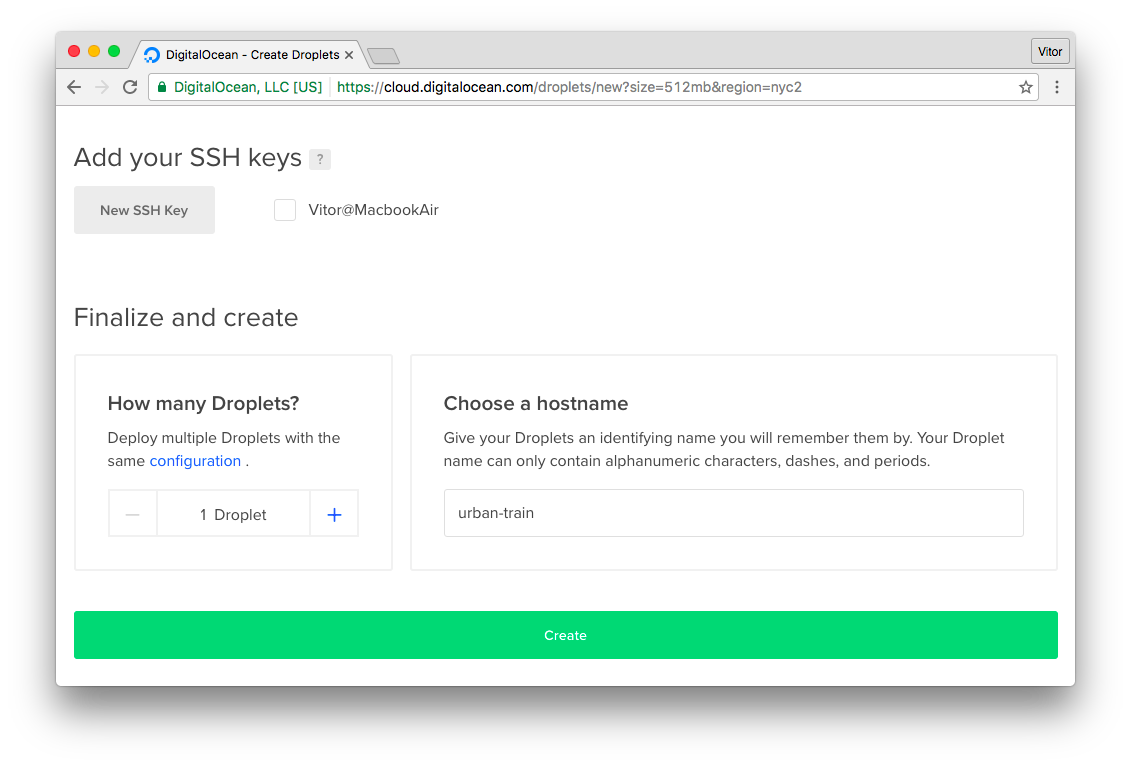 DigitalOcean - Create Droplets
Vitor
DigitalOcean, LLC [US] https://cloud.digitalocean.com/droplets/new?size=512mb&region=nyc2
Add your SSH keys ?
New SSH Key
Vitor@MacbookAir
Finalize and create
How many Droplets?
Deploy multiple Droplets with the
same configuration .
1 Droplet
Choose a hostname
Give your Droplets an identifying name you will remember them by. Your Droplet
name can only contain alphanumeric characters, dashes, and periods.
urban-train
Create